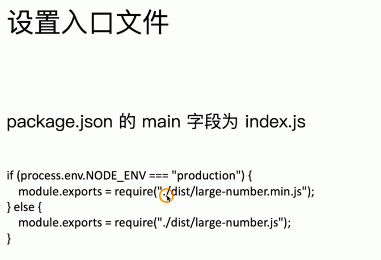 设置入口文件
package.json 的 main 字段为 index.js
if (process.env.NODE_ENV === "production") {
    module.exports = require("./dist/large-number.min.js");
} else {
    module.exports = require("./dist/large-number.js");
}